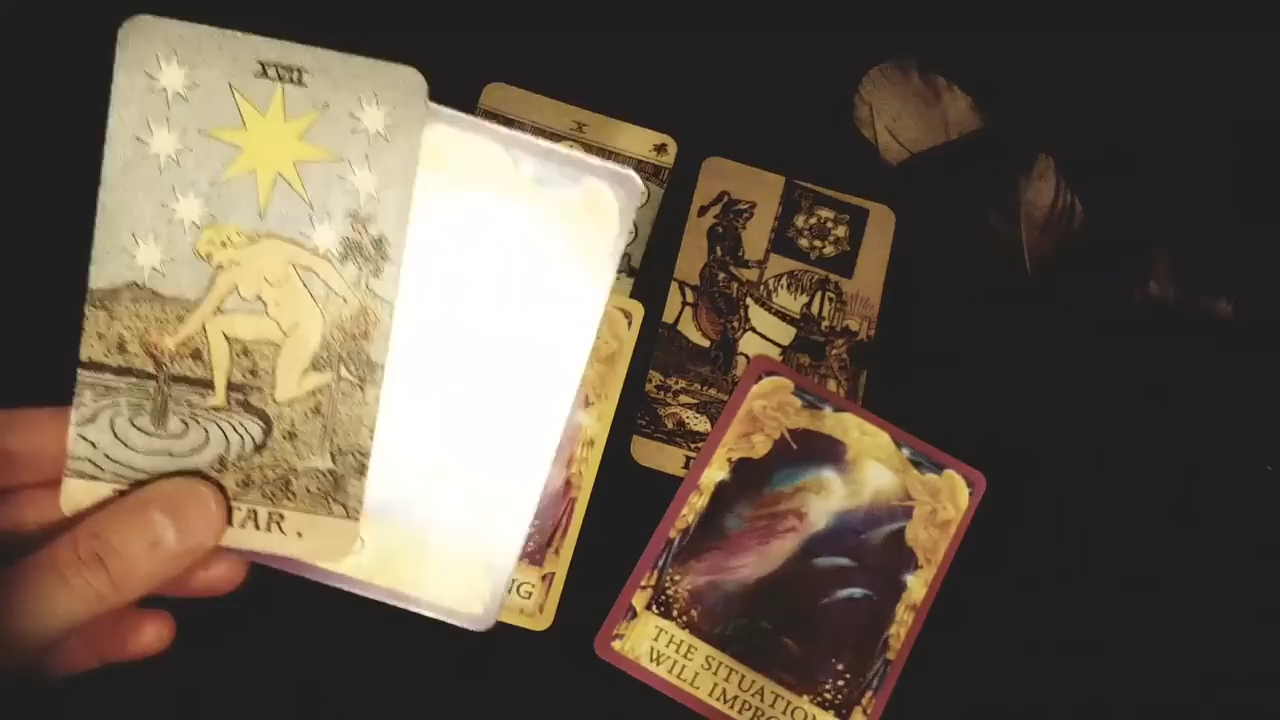 XVII
TAR.
X
NG
THE SITUATION
WILL IMPRO